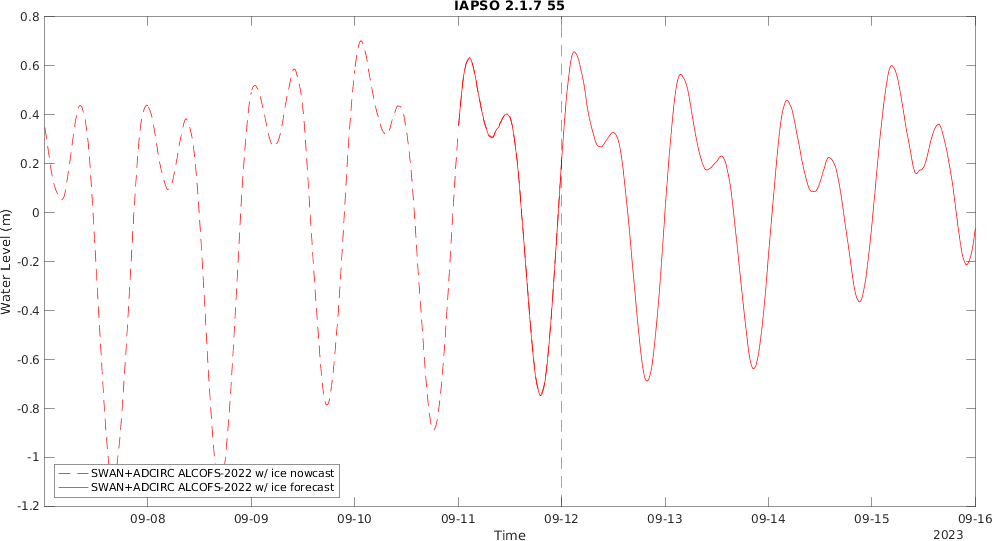 IAPSO 2.1.7 55
0.8
0.6
0.4
0.2
0
-0.2
-0.4
-0.6
-0.8
-1
-1.2
Water Level (m)
SWAN+ADCIRC ALCOFS-2022 w/ ice nowcast
SWAN+ADCIRC ALCOFS-2022 w/ ice forecast
09-08 09-09 09-10 09-11 09-12 09-13 09-14 09-15 09-16
Time
2023